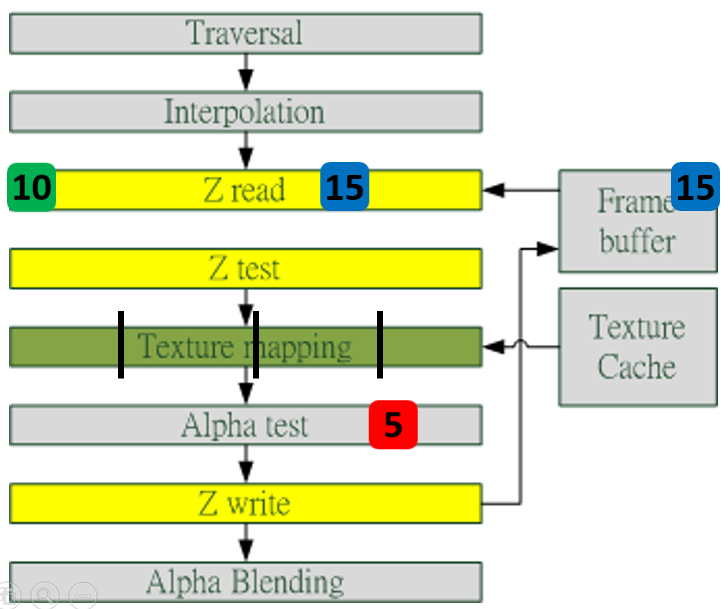 Traversal
Interpolation
10
Z read
15
Frame
15
buffer
Z test
Texture mapping
Texture
Cache
Alpha test
5
Z write
Alpha Blending